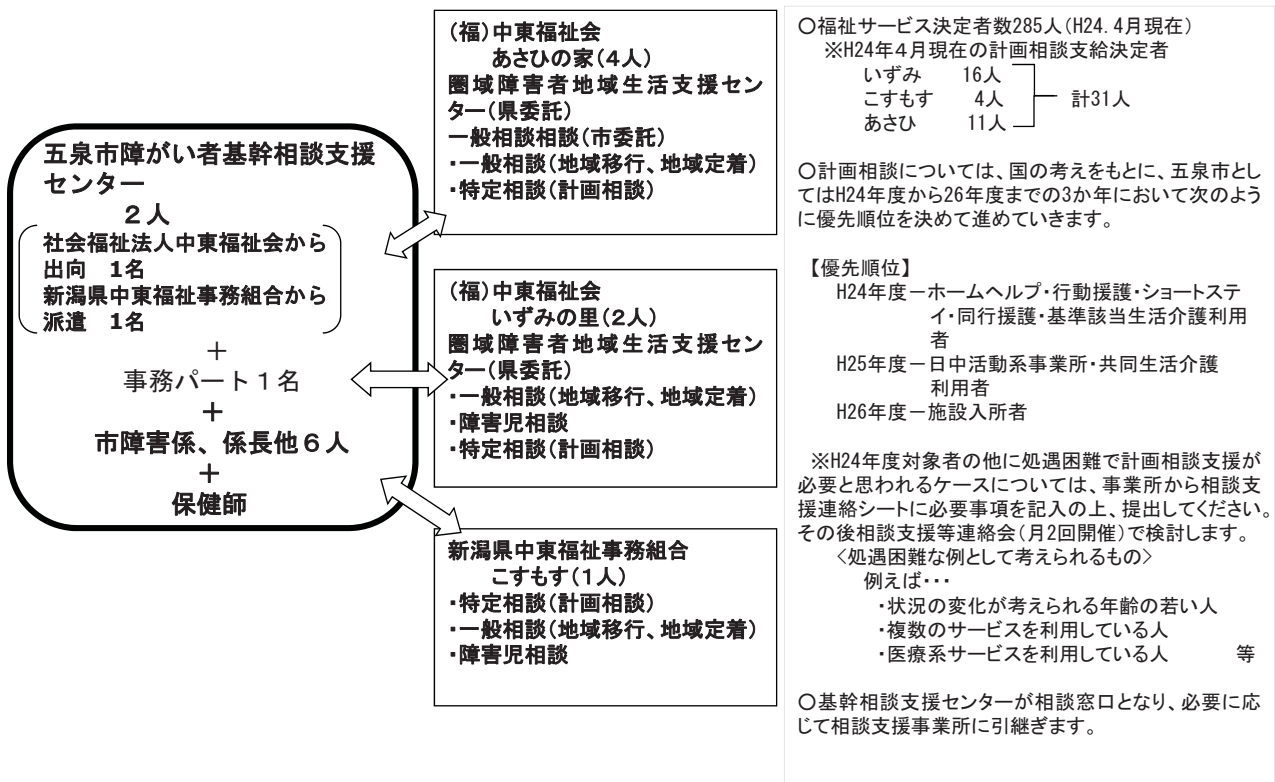 五泉市障がい者基幹相談支援
センター
２人
社会福祉法人中東福祉会から
出向　1名
新潟県中東福祉事務組合から
派遣　1名
＋
事務パート１名
＋
市障害係、係長他６人
＋
保健師
(福)中東福祉会
あさひの家(４人)
圏域障害者地域生活支援セン
ター(県委託)
一般相談相談(市委託)
・一般相談(地域移行、地域定着)
・特定相談(計画相談)
(福)中東福祉会
いずみの里(２人)
圏域障害者地域生活支援セン
ター(県委託)
・一般相談(地域移行、地域定着)
・障害児相談
・特定相談(計画相談)
新潟県中東福祉事務組合
こすもす(１人)
・特定相談(計画相談)
・一般相談(地域移行、地域定着)
・障害児相談
〇福祉サービス決定者数285人(H24.4月現在)
※H24年４月現在の計画相談支給決定者
いずみ　16人
こすもす　4人　計31人
あさひ　11人
〇計画相談については、国の考えをもとに、五泉市とし
てはH24年度から26年度までの3か年において次のよう
に優先順位を決めて進めていきます。
【優先順位】
H24年度－ホームヘルプ・行動援護・ショートステ
イ・同行援護・基準該当生活介護利用
者
H25年度－日中活動系事業所・共同生活介護
利用者
H26年度－施設入所者
※H24年度対象者の他に処遇困難で計画相談支援が
必要と思われるケースについては、事業所から相談支
援連絡シートに必要事項を記入の上、提出してください。
その後相談支援等連絡会(月2回開催)で検討します。
〈処遇困難な例として考えられるもの〉
例えば・・・
・状況の変化が考えられる年齢の若い人
・複数のサービスを利用している人
・医療系サービスを利用している人　等
〇基幹相談支援センターが相談窓口となり、必要に応
じて相談支援事業所に引継ぎます。